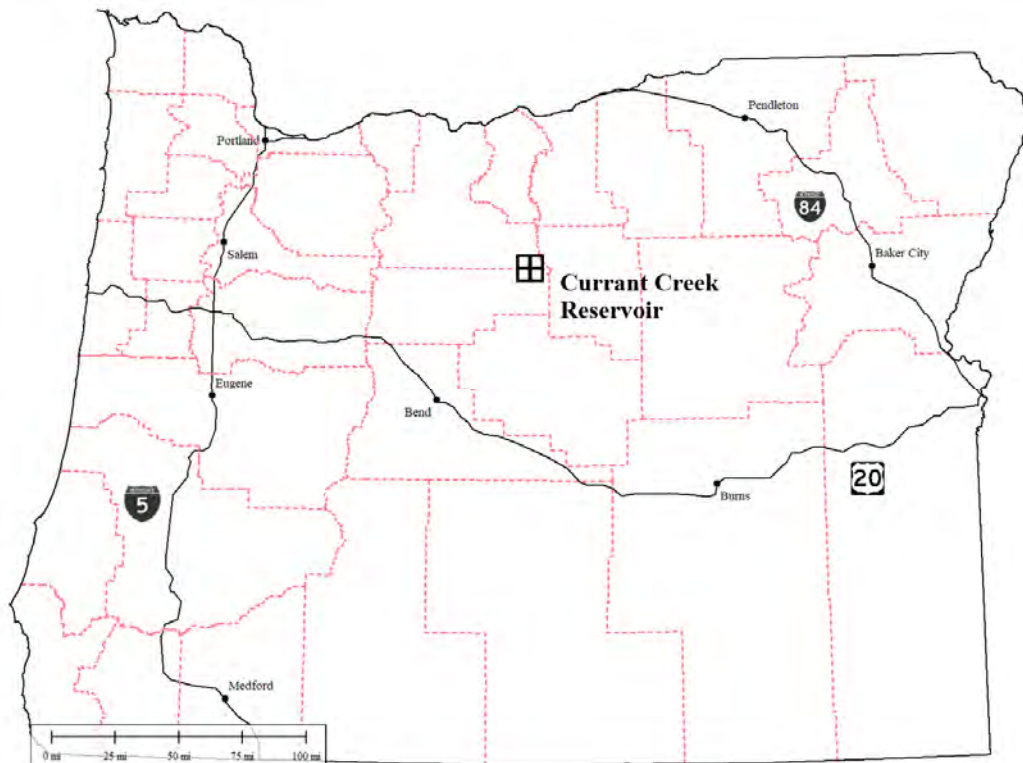 Pendleton
Portland
84
Salem
Baker City
Currant Creek
Reservoir
Eugene
Bend
5
20
Burns
Medford
0 mi 25 mi 50 mi 75 mi 100 mi